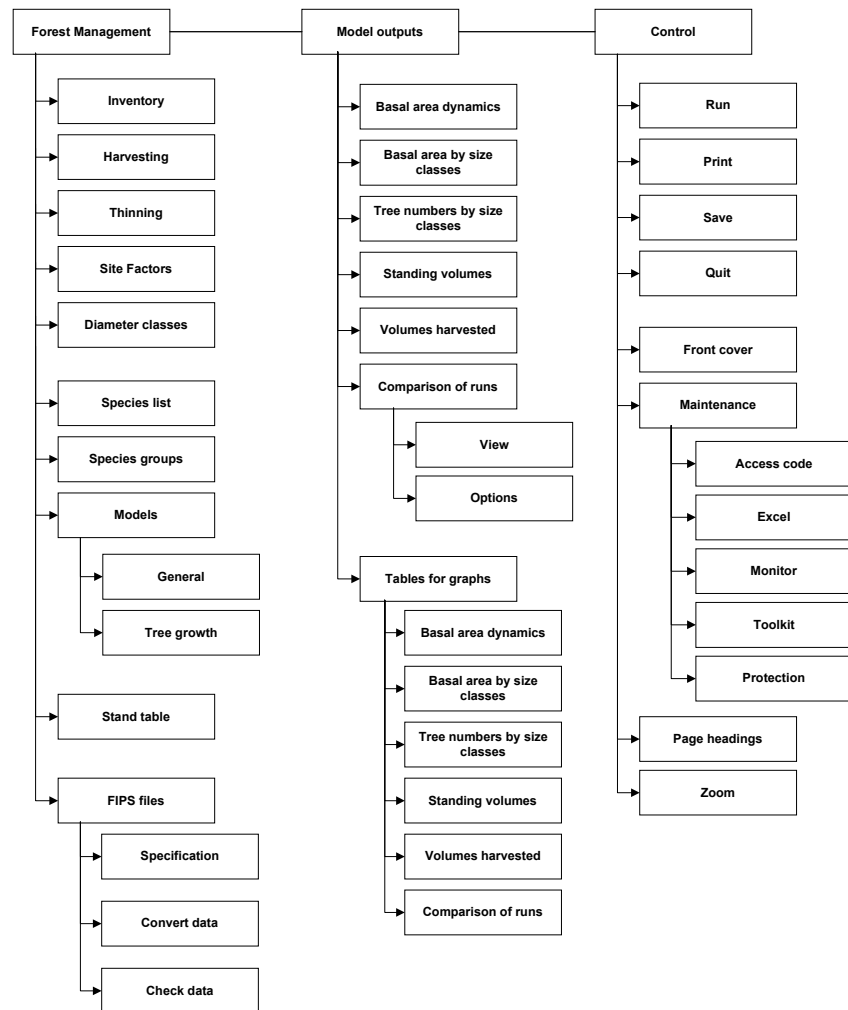 Forest Management
Inventory
Harvesting
Thinning
Site Factors
Diameter classes
Species list
Species groups
Models
General
Tree growth
Stand table
FIPS files
Specification
Convert data
Check data
Model outputs
Basal area dynamics
Basal area by size
classes
Tree numbers by size
classes
Standing volumes
Volumes harvested
Comparison of runs
View
Options
Tables for graphs
Basal area dynamics
Basal area by size
classes
Tree numbers by size
classes
Standing volumes
Volumes harvested
Comparison of runs
Control
Run
Print
Save
Quit
Front cover
Maintenance
Access code
Excel
Monitor
Toolkit
Protection
Page headings
Zoom